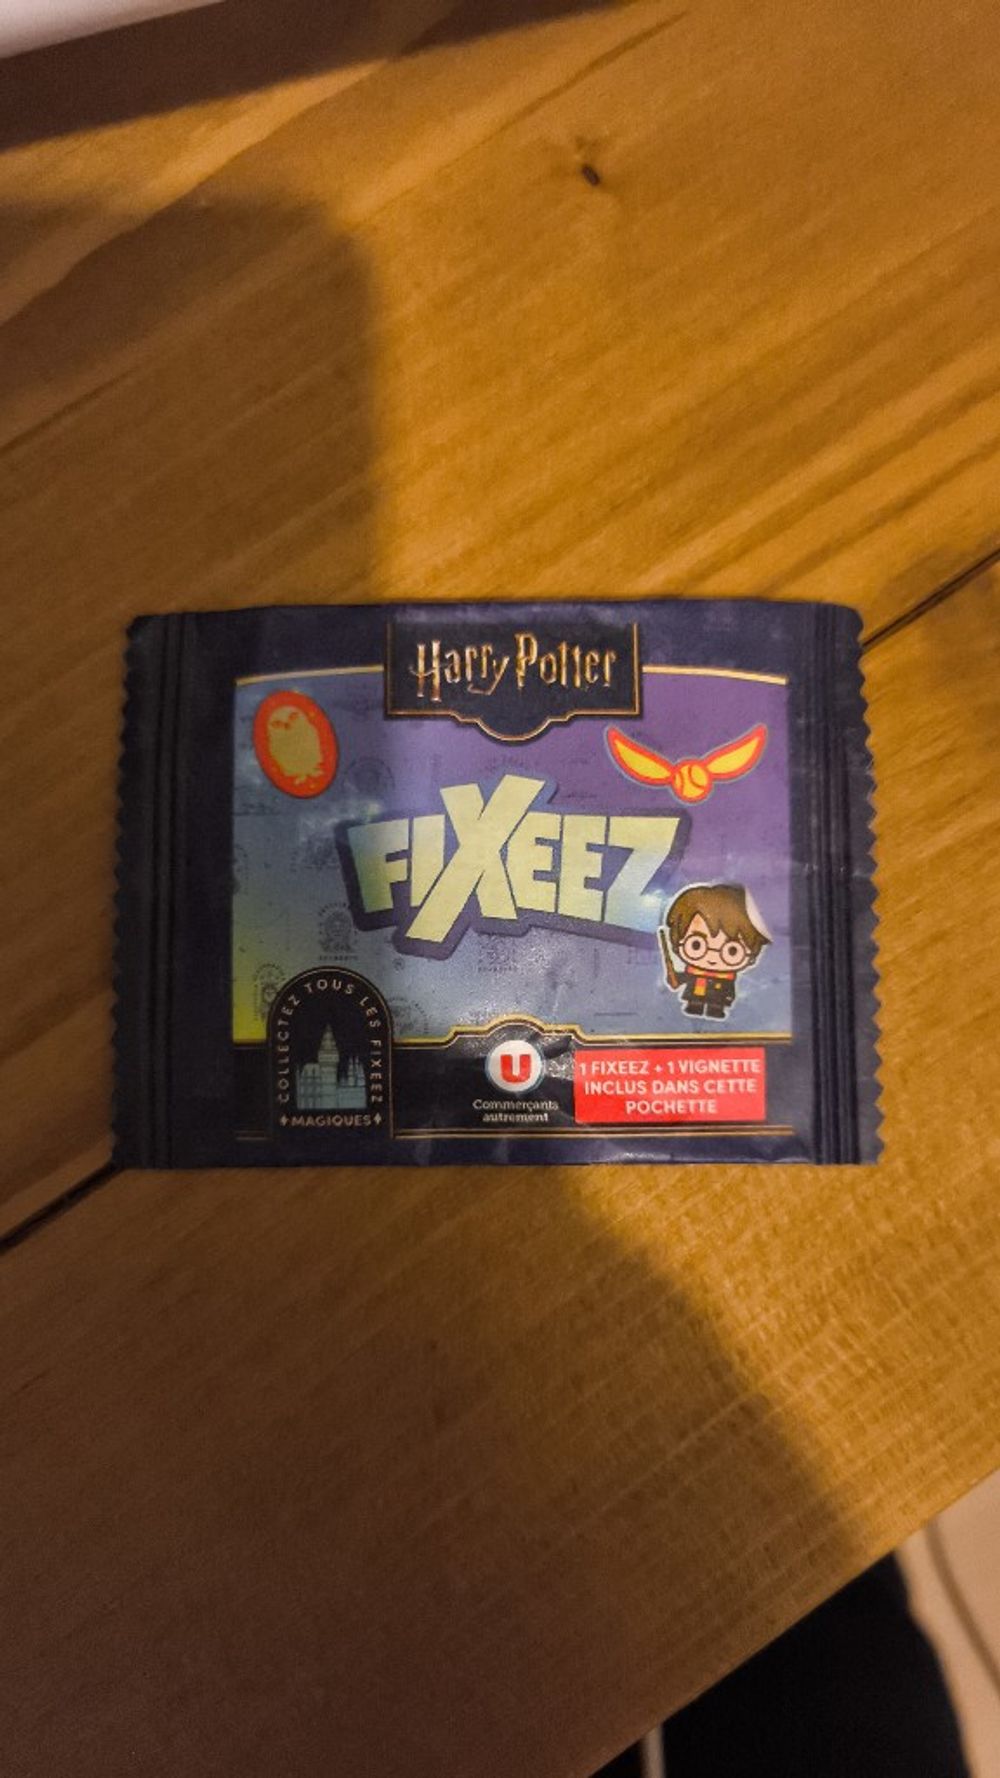 Harry Potter
FIXEEZ
COLLECTEZ TOUS LES FIXEEZ
MAGIQUES
U
Commerçants
autrement
1 FIXEEZ + 1 VIGNETTE
INCLUS DANS CETTE
POCHETTE